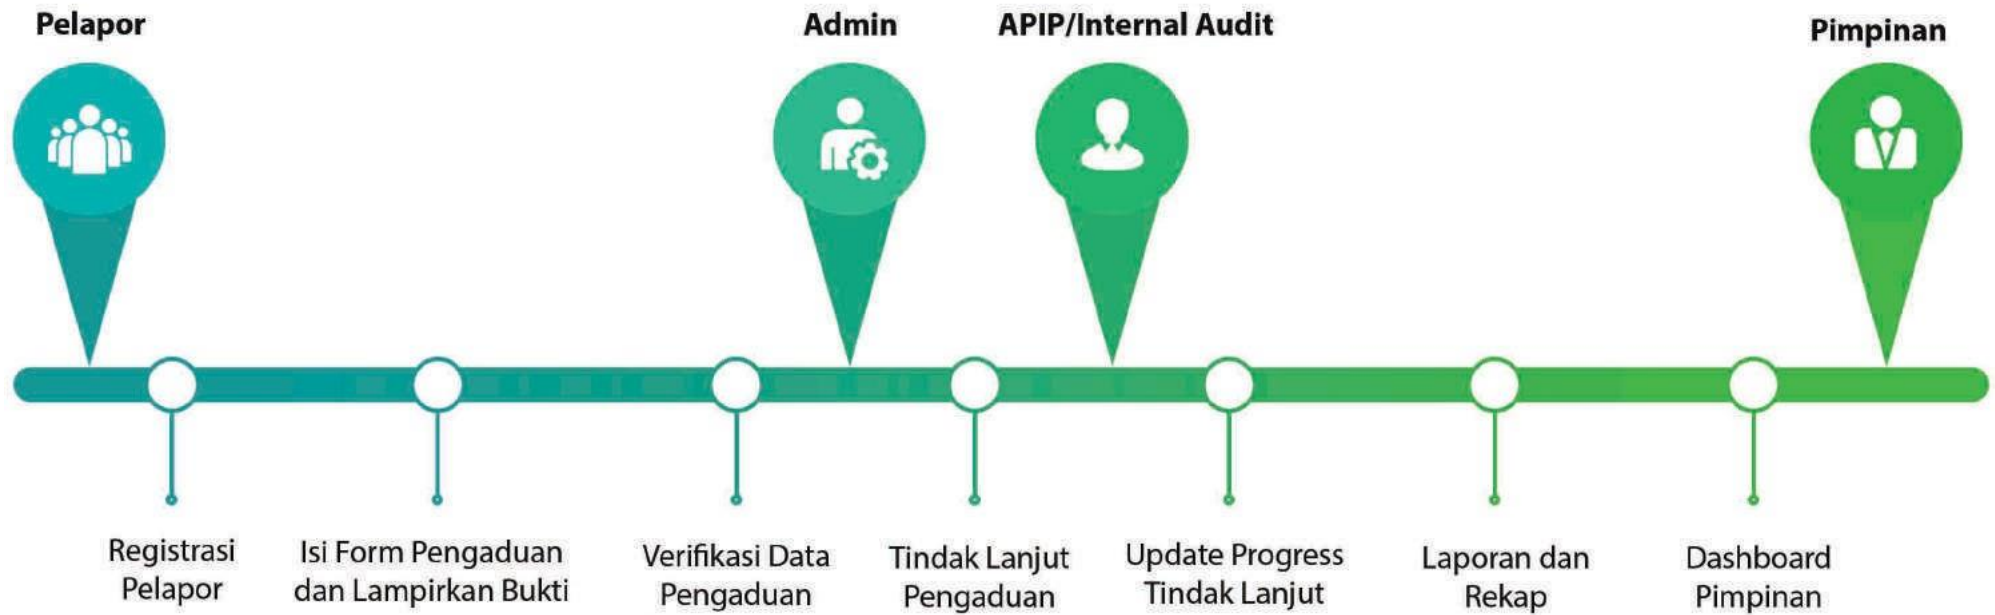 Pelapor
Admin
APIP/Internal Audit
Pimpinan
Registrasi
Pelapor
Isi Form Pengaduan
dan Lampirkan Bukti
Verifikasi Data
Pengaduan
Tindak Lanjut
Pengaduan
Update Progress
Tindak Lanjut
Laporan dan
Rekap
Dashboard
Pimpinan